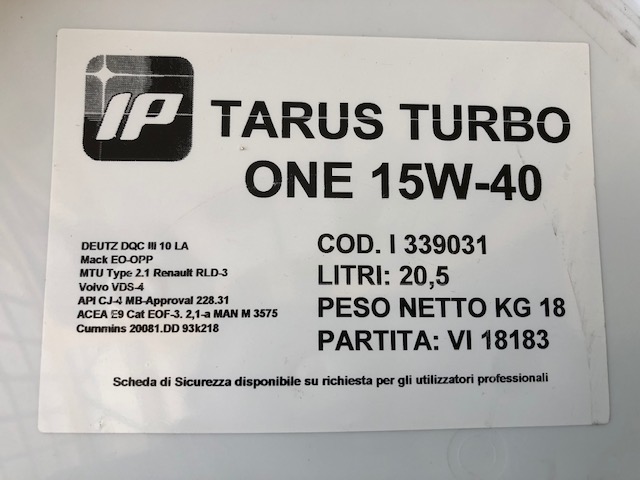 IP
TARUS TURBO
ONE 15W-40
DEUTZ DQC III 10 LA
Mack EO-OPP
MTU Type 2.1 Renault RLD-3
Volvo VDS-4
API CJ-4 MB-Approval 228.31
ACEA E9 Cat EOF-3. 2,1-a MAN M 3575
Cummins 20081.DD 93k218
COD. I 339031
LITRI: 20,5
PESO NETTO KG 18
PARTITA: VI 18183
Scheda di Sicurezza disponibile su richiesta per gli utilizzatori professionali